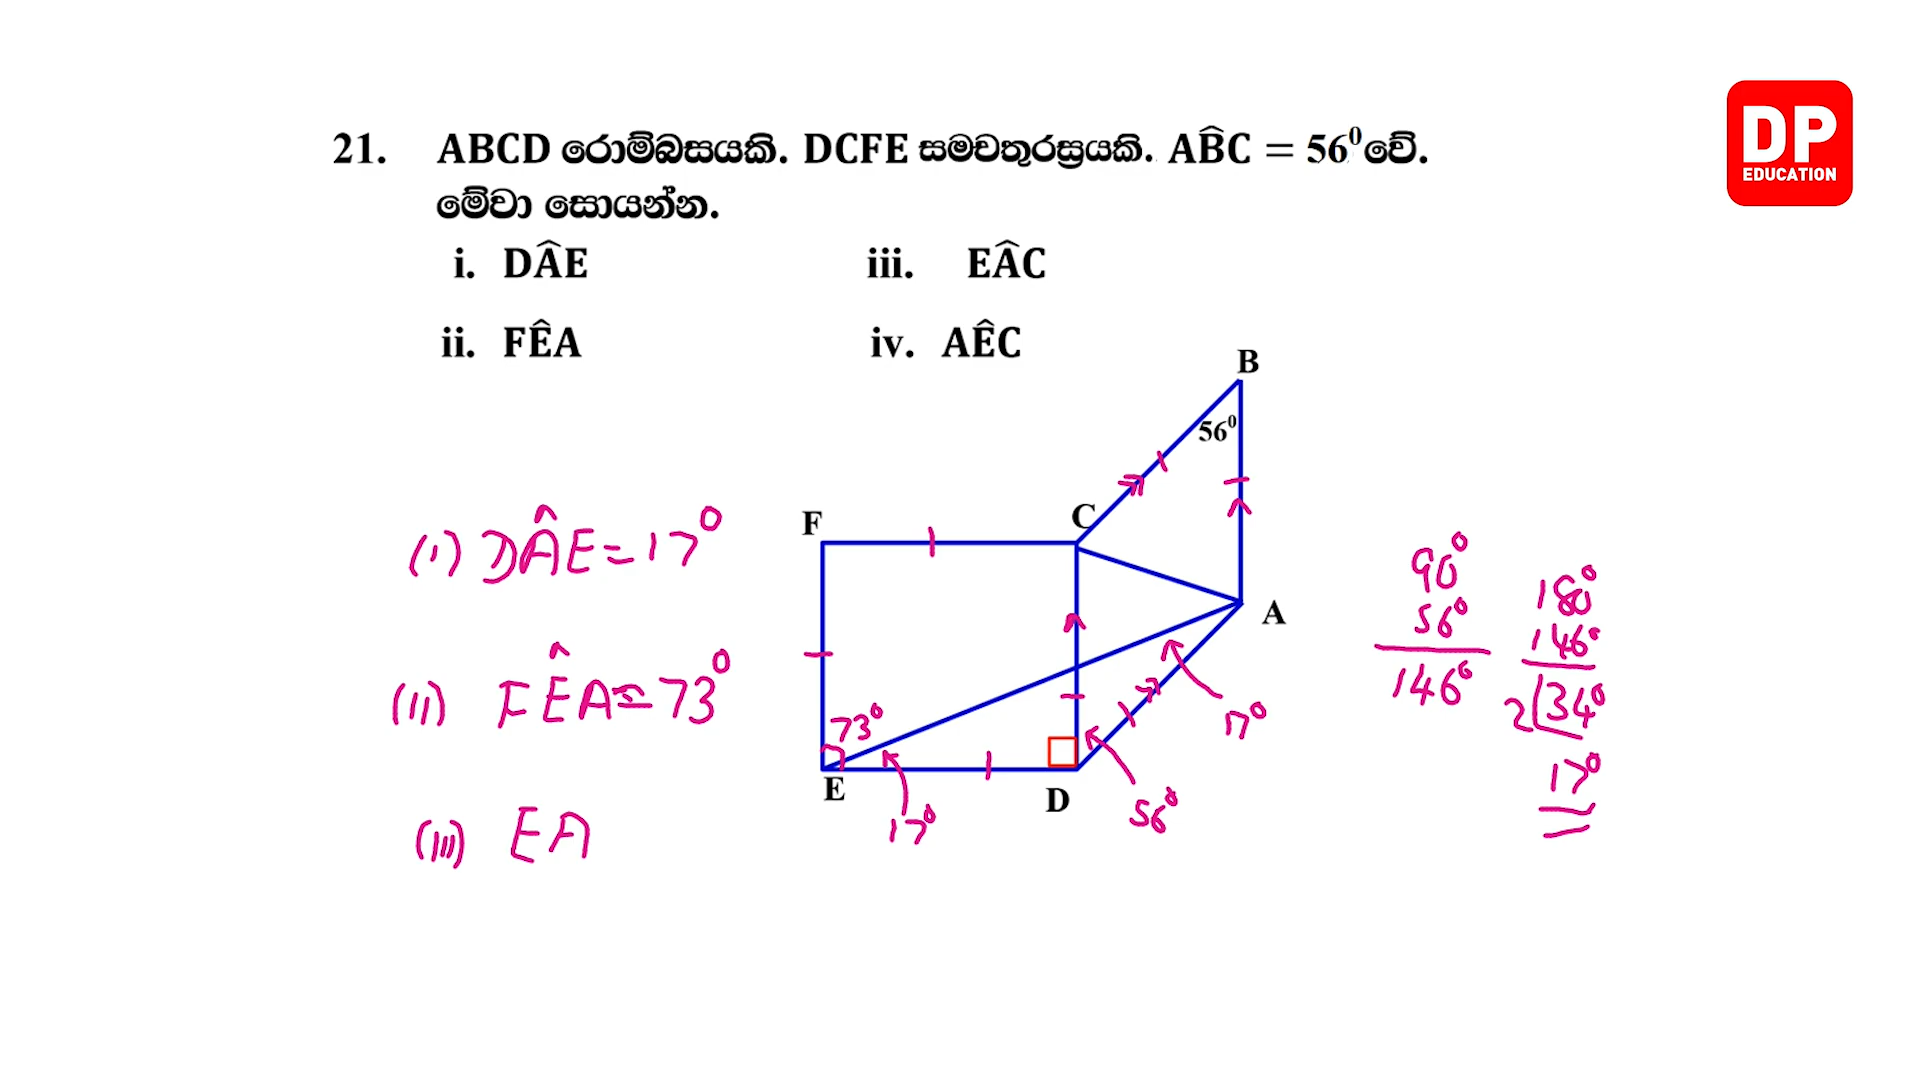 DP
EDUCATION
21. ABCD රොම්බසයකි. DCFE සමචතුරස්‍රයකි. AB̂C = 56⁰ වේ.
මේවා සොයන්න.
i. DÂE iii. EÂC
ii. FÊA iv. AÊC
B
56⁰
F
C
A
E
D
73⁰
17⁰
56⁰
17⁰
(i) DÂE = 17⁰
(ii) FÊA = 73⁰
(iii) EA
90⁰
56⁰
146⁰
180⁰
146⁰
2(34⁰
17⁰